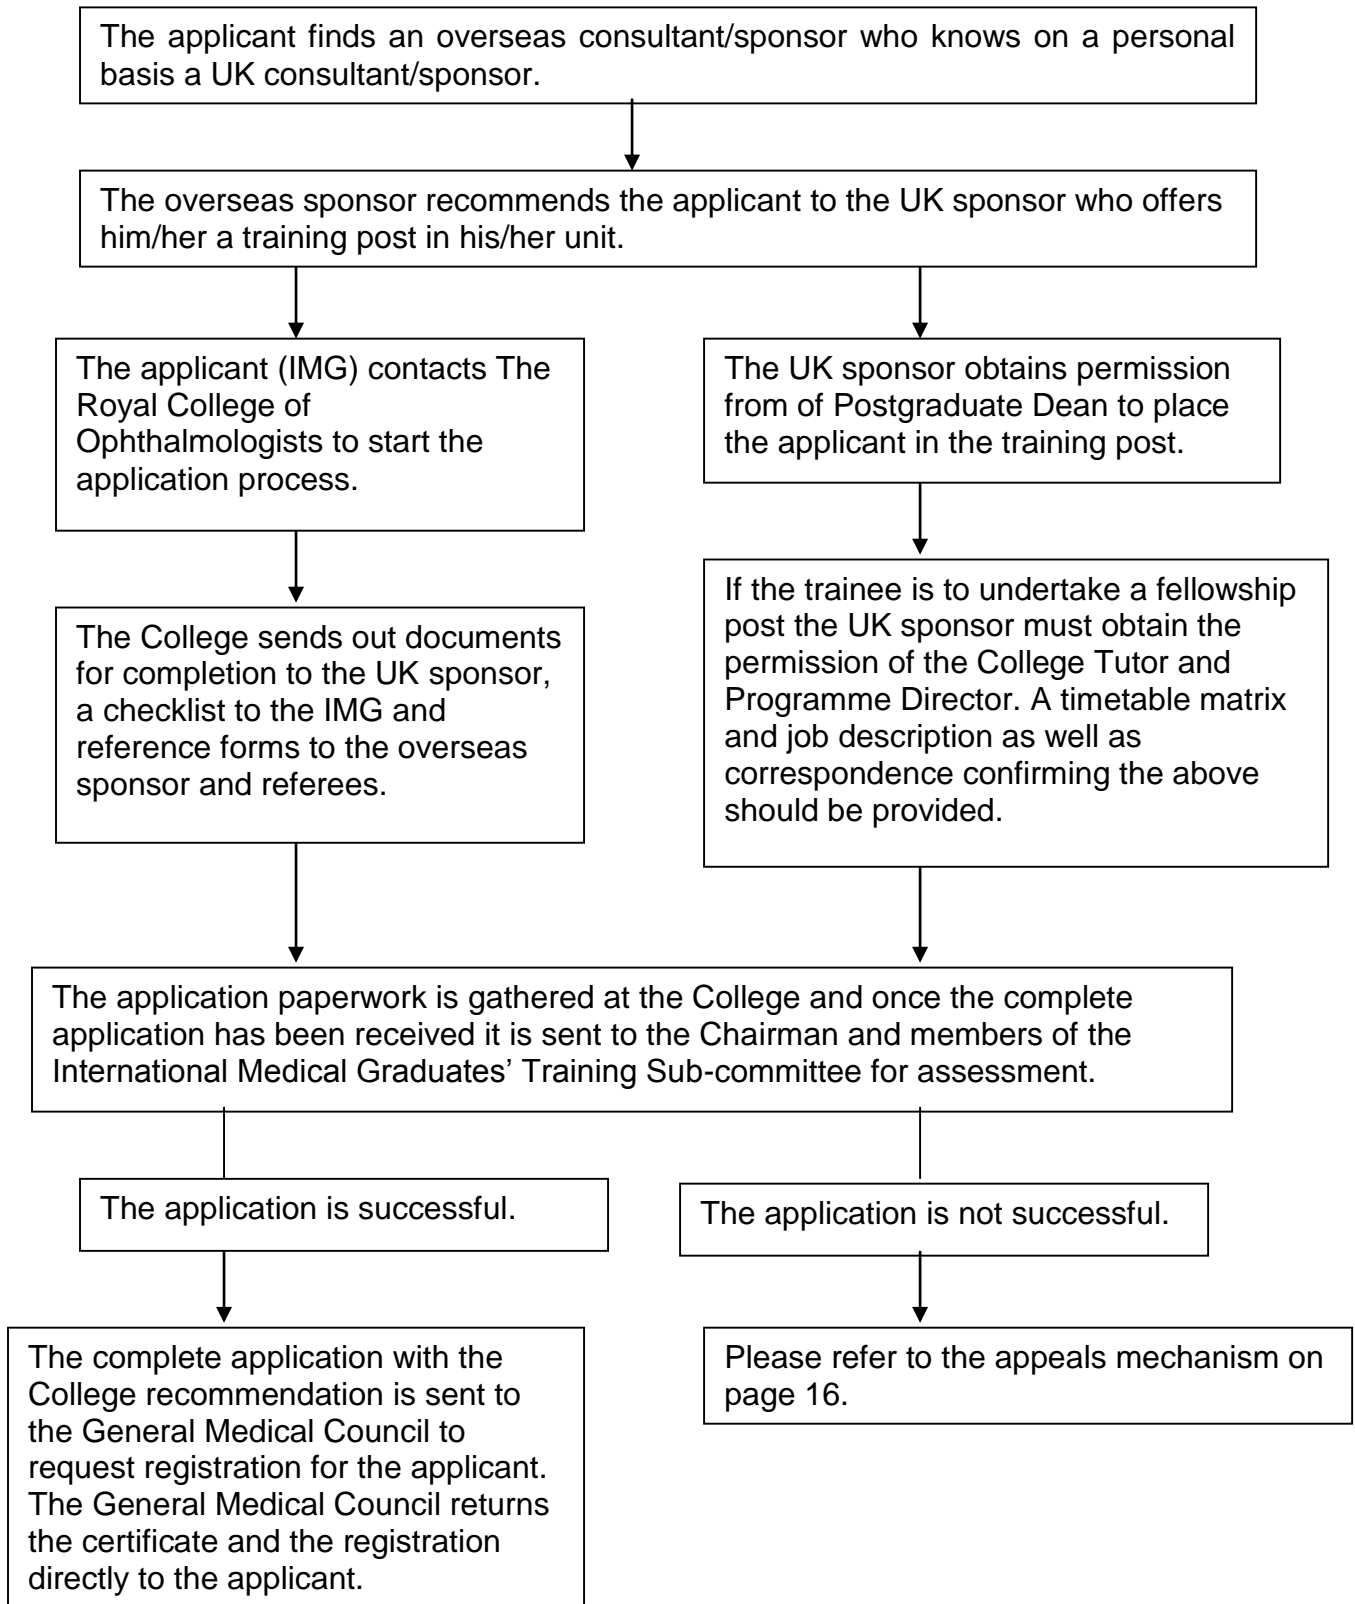 The applicant finds an overseas consultant/sponsor who knows on a personal
basis a UK consultant/sponsor.
The overseas sponsor recommends the applicant to the UK sponsor who offers
him/her a training post in his/her unit.
The applicant (IMG) contacts The
Royal College of
Ophthalmologists to start the
application process.
The UK sponsor obtains permission
from of Postgraduate Dean to place
the applicant in the training post.
The College sends out documents
for completion to the UK sponsor,
a checklist to the IMG and
reference forms to the overseas
sponsor and referees.
If the trainee is to undertake a fellowship
post the UK sponsor must obtain the
permission of the College Tutor and
Programme Director. A timetable matrix
and job description as well as
correspondence confirming the above
should be provided.
The application paperwork is gathered at the College and once the complete
application has been received it is sent to the Chairman and members of the
International Medical Graduates’ Training Sub-committee for assessment.
The application is successful.
The application is not successful.
The complete application with the
College recommendation is sent to
the General Medical Council to
request registration for the applicant.
The General Medical Council returns
the certificate and the registration
directly to the applicant.
Please refer to the appeals mechanism on
page 16.